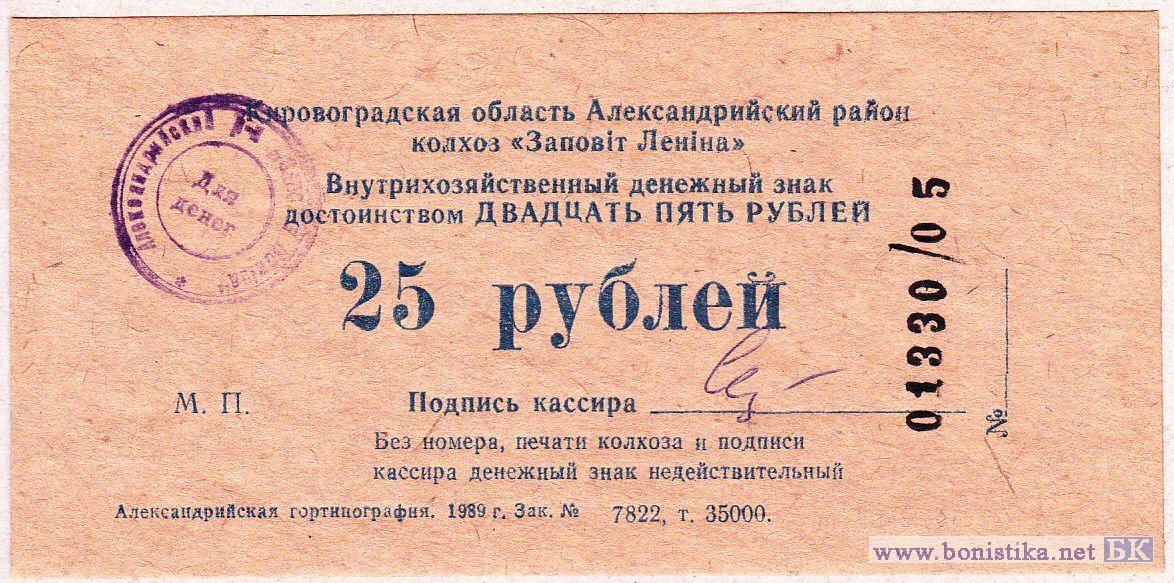 Кировоградская область Александрийский район
колхоз «Заповіт Леніна»
Внутрихозяйственный денежный знак
достоинством ДВАДЦАТЬ ПЯТЬ РУБЛЕЙ
25 рублей
Александрийский р-н
Для
денег
01330/05
№
М. П.
Подпись кассира
Без номера, печати колхоза и подписи
кассира денежный знак недействительный
Александрийская гортипография. 1989 г. Зак. № 7822, т. 35000.
www.bonistika.net БК